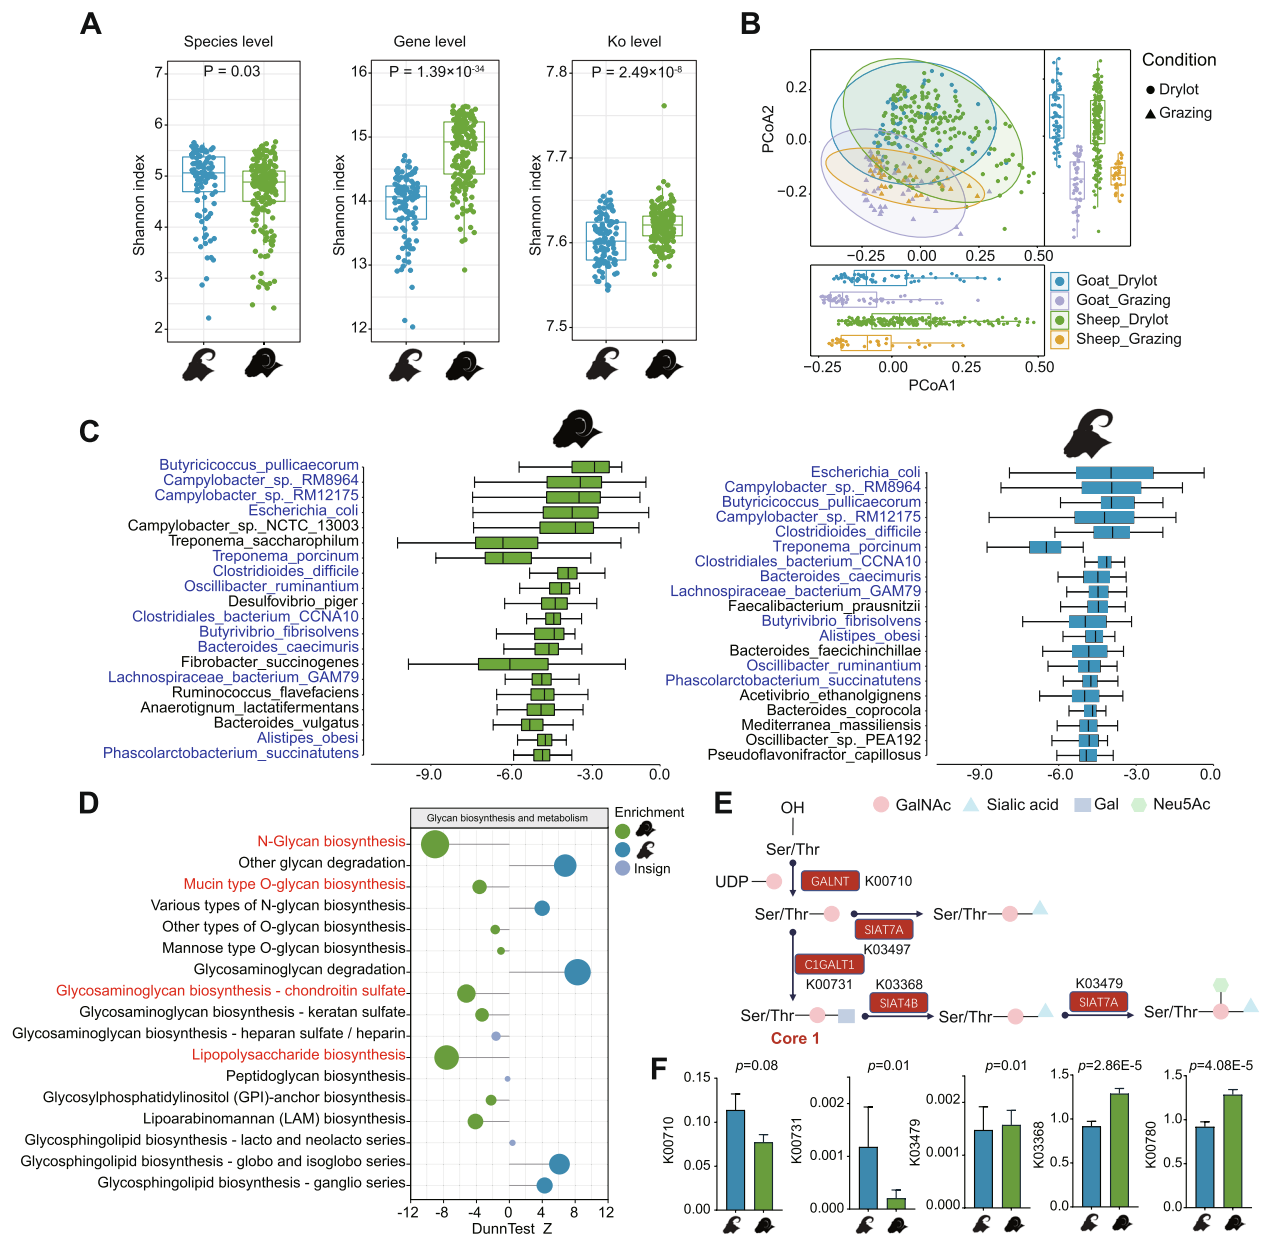 A
Species level
P = 0.03
Shannon index
7
6
5
4
3
2
Gene level
P = 1.39×10-34
Shannon index
16
15
14
13
12
Ko level
P = 2.49×10-8
Shannon index
7.8
7.7
7.6
7.5
B
PCoA2
0.2
0.0
−0.2
−0.25
0.00
0.25
0.50
Condition
Drylot
Grazing
Goat_Drylot
Goat_Grazing
Sheep_Drylot
Sheep_Grazing
−0.25
0.00
0.25
0.50
PCoA1
C
Butyricicoccus_pullicaecorum
Campylobacter_sp._RM8964
Campylobacter_sp._RM12175
Escherichia_coli
Campylobacter_sp._NCTC_13003
Treponema_saccharophilum
Treponema_porcinum
Clostridioides_difficile
Oscillibacter_ruminantium
Desulfovibrio_piger
Clostridiales_bacterium_CCNA10
Butyrivibrio_fibrisolvens
Bacteroides_caecimuris
Fibrobacter_succinogenes
Lachnospiraceae_bacterium_GAM79
Ruminococcus_flavefaciens
Anaerotignum_lactatifermentans
Bacteroides_vulgatus
Alistipes_obesi
Phascolarctobacterium_succinatutens
-9.0
-6.0
-3.0
0.0
Escherichia_coli
Campylobacter_sp._RM8964
Butyricicoccus_pullicaecorum
Campylobacter_sp._RM12175
Clostridioides_difficile
Treponema_porcinum
Clostridiales_bacterium_CCNA10
Bacteroides_caecimuris
Lachnospiraceae_bacterium_GAM79
Faecalibacterium_prausnitzii
Butyrivibrio_fibrisolvens
Alistipes_obesi
Bacteroides_faecichinchillae
Oscillibacter_ruminantium
Phascolarctobacterium_succinatutens
Acetivibrio_ethanolgignens
Bacteroides_coprocola
Mediterranea_massiliensis
Oscillibacter_sp._PEA192
Pseudoflavonifractor_capillosus
-9.0
-6.0
-3.0
0.0
D
Glycan biosynthesis and metabolism
Enrichment
Insign
N-Glycan biosynthesis
Other glycan degradation
Mucin type O-glycan biosynthesis
Various types of N-glycan biosynthesis
Other types of O-glycan biosynthesis
Mannose type O-glycan biosynthesis
Glycosaminoglycan degradation
Glycosaminoglycan biosynthesis - chondroitin sulfate
Glycosaminoglycan biosynthesis - keratan sulfate
Glycosaminoglycan biosynthesis - heparan sulfate / heparin
Lipopolysaccharide biosynthesis
Peptidoglycan biosynthesis
Glycosylphosphatidylinositol (GPI)-anchor biosynthesis
Lipoarabinomannan (LAM) biosynthesis
Glycosphingolipid biosynthesis - lacto and neolacto series
Glycosphingolipid biosynthesis - globo and isoglobo series
Glycosphingolipid biosynthesis - ganglio series
-12
-8
-4
0
4
8
12
DunnTest_Z
E
GalNAc
Sialic acid
Gal
Neu5Ac
OH
Ser/Thr
UDP
GALNT
K00710
Ser/Thr
SIAT7A
K03497
Ser/Thr
C1GALT1
K00731
Ser/Thr
Core 1
K03368
SIAT4B
Ser/Thr
K03479
SIAT7A
Ser/Thr
F
p=0.08
K00710
0.15
0.10
0.05
0.00
p=0.01
K00731
0.002
0.001
0.000
p=0.01
K03479
0.002
0.001
0.000
p=2.86E-5
K03368
1.5
1.0
0.5
0.0
p=4.08E-5
K00780
1.5
1.0
0.5
0.0